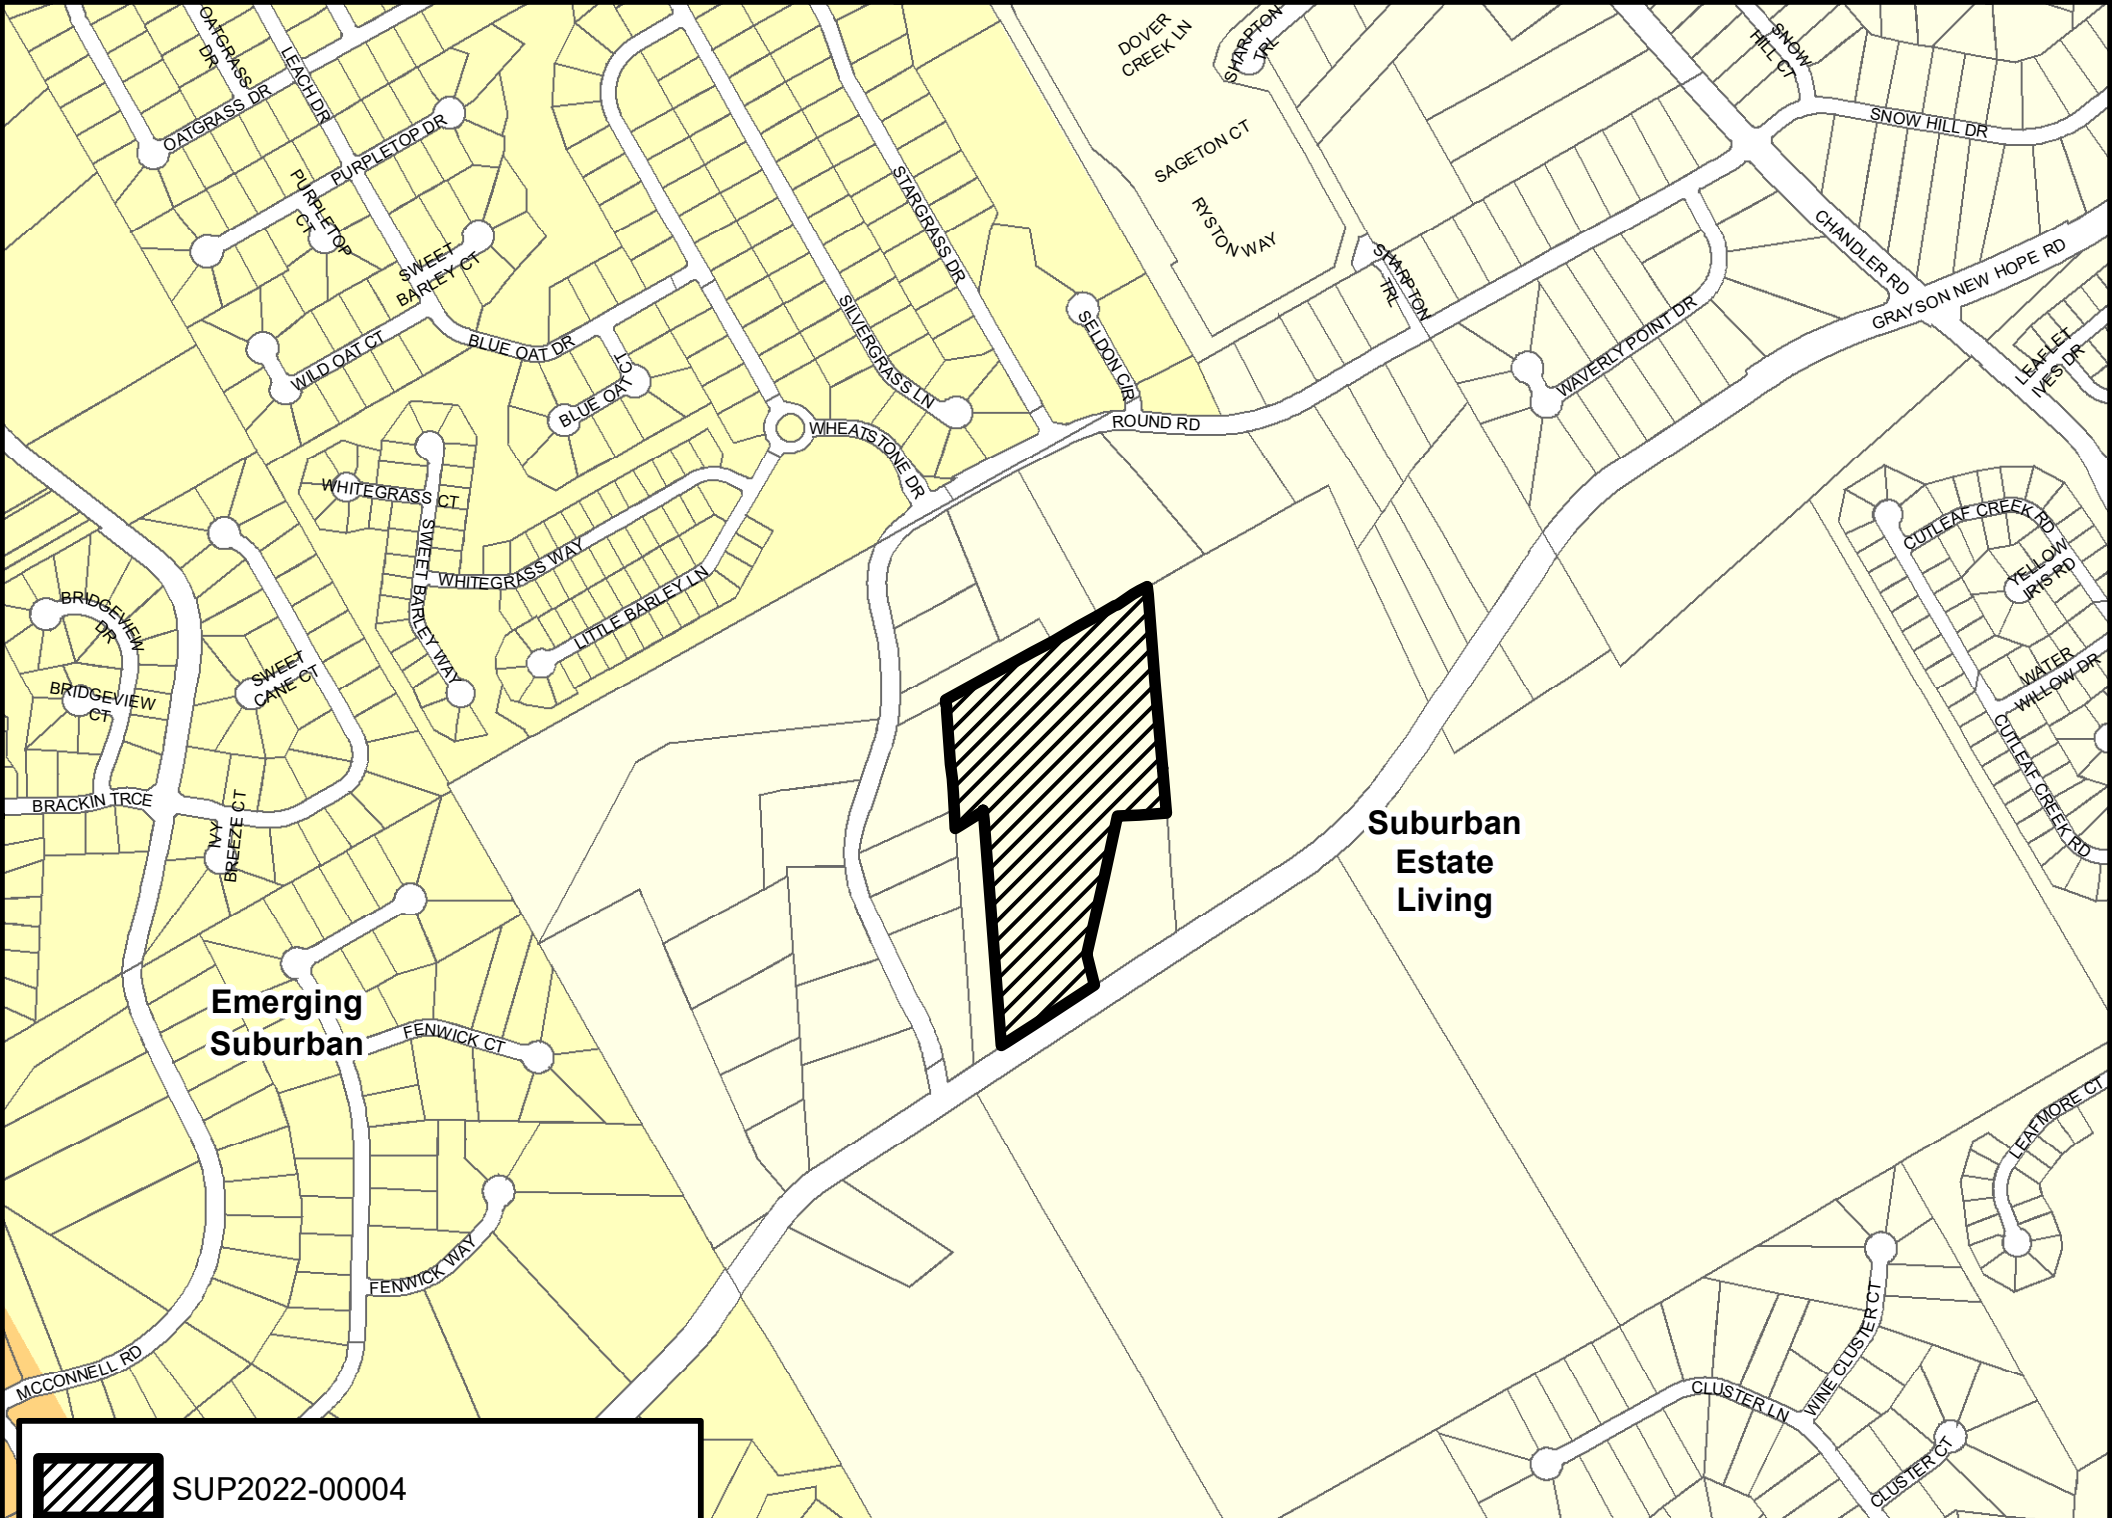 OATGRASS
DR
LEACH DR
OATGRASS DR
PURPLETOP DR
PURPLETOP
CT
SWEET
BARLEY CT
WILD OAT CT
BLUE OAT DR
BLUE OAT CT
STARGRASS DR
SILVERGRASS LN
WHEATSTONE DR
SELDON CIR
ROUND RD
DOVER
CREEK LN
SHARPTON
TRL
SAGETON CT
RYSTON WAY
SHARPTON
TRL
SNOW
HILL CT
SNOW HILL DR
CHANDLER RD
GRAYSON NEW HOPE RD
WAVERLY POINT DR
LEAFLET
IVES DR
CUTLEAF CREEK RD
YELLOW
IRIS RD
WATER
WILLOW DR
CUTLEAF CREEK RD
WHITEGRASS CT
SWEET BARLEY WAY
WHITEGRASS WAY
LITTLE BARLEY LN
BRIDGEVIEW
DR
BRIDGEVIEW
CT
SWEET
CANE CT
BRACKIN TRCE
IVY
BREEZE CT
Suburban
Estate
Living
Emerging
Suburban
FENWICK CT
FENWICK WAY
MCCONNELL RD
LEAFMORE CT
WINE CLUSTER CT
CLUSTER LN
CLUSTER CT
SUP2022-00004